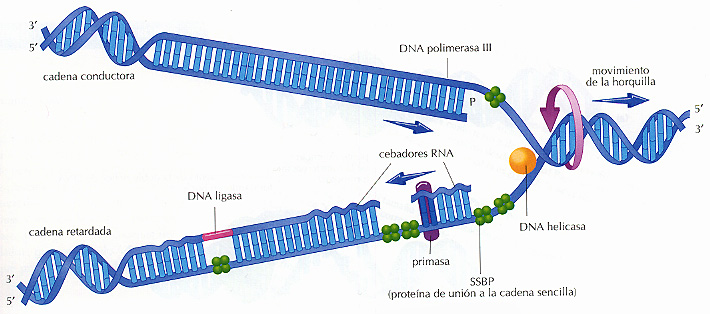 3'
5'
cadena conductora
DNA polimerasa III
P
movimiento
de la horquilla
5'
3'
cebadores RNA
DNA ligasa
cadena retardada
DNA helicasa
primasa
SSBP
(proteína de unión a la cadena sencilla)
3'
5'